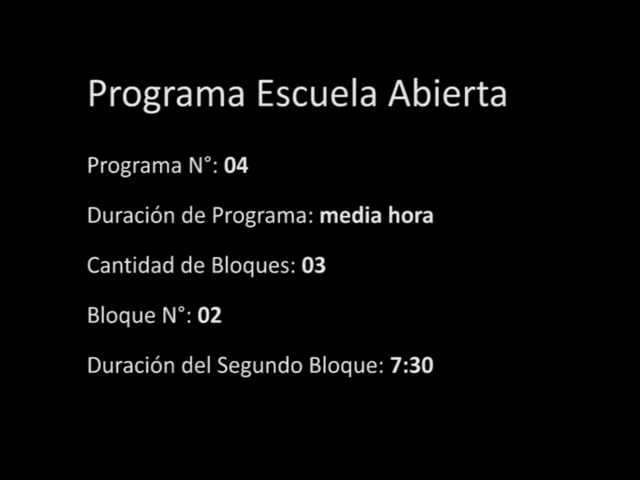 Programa Escuela Abierta
Programa N°: 04
Duración de Programa: media hora
Cantidad de Bloques: 03
Bloque N°: 02
Duración del Segundo Bloque: 7:30